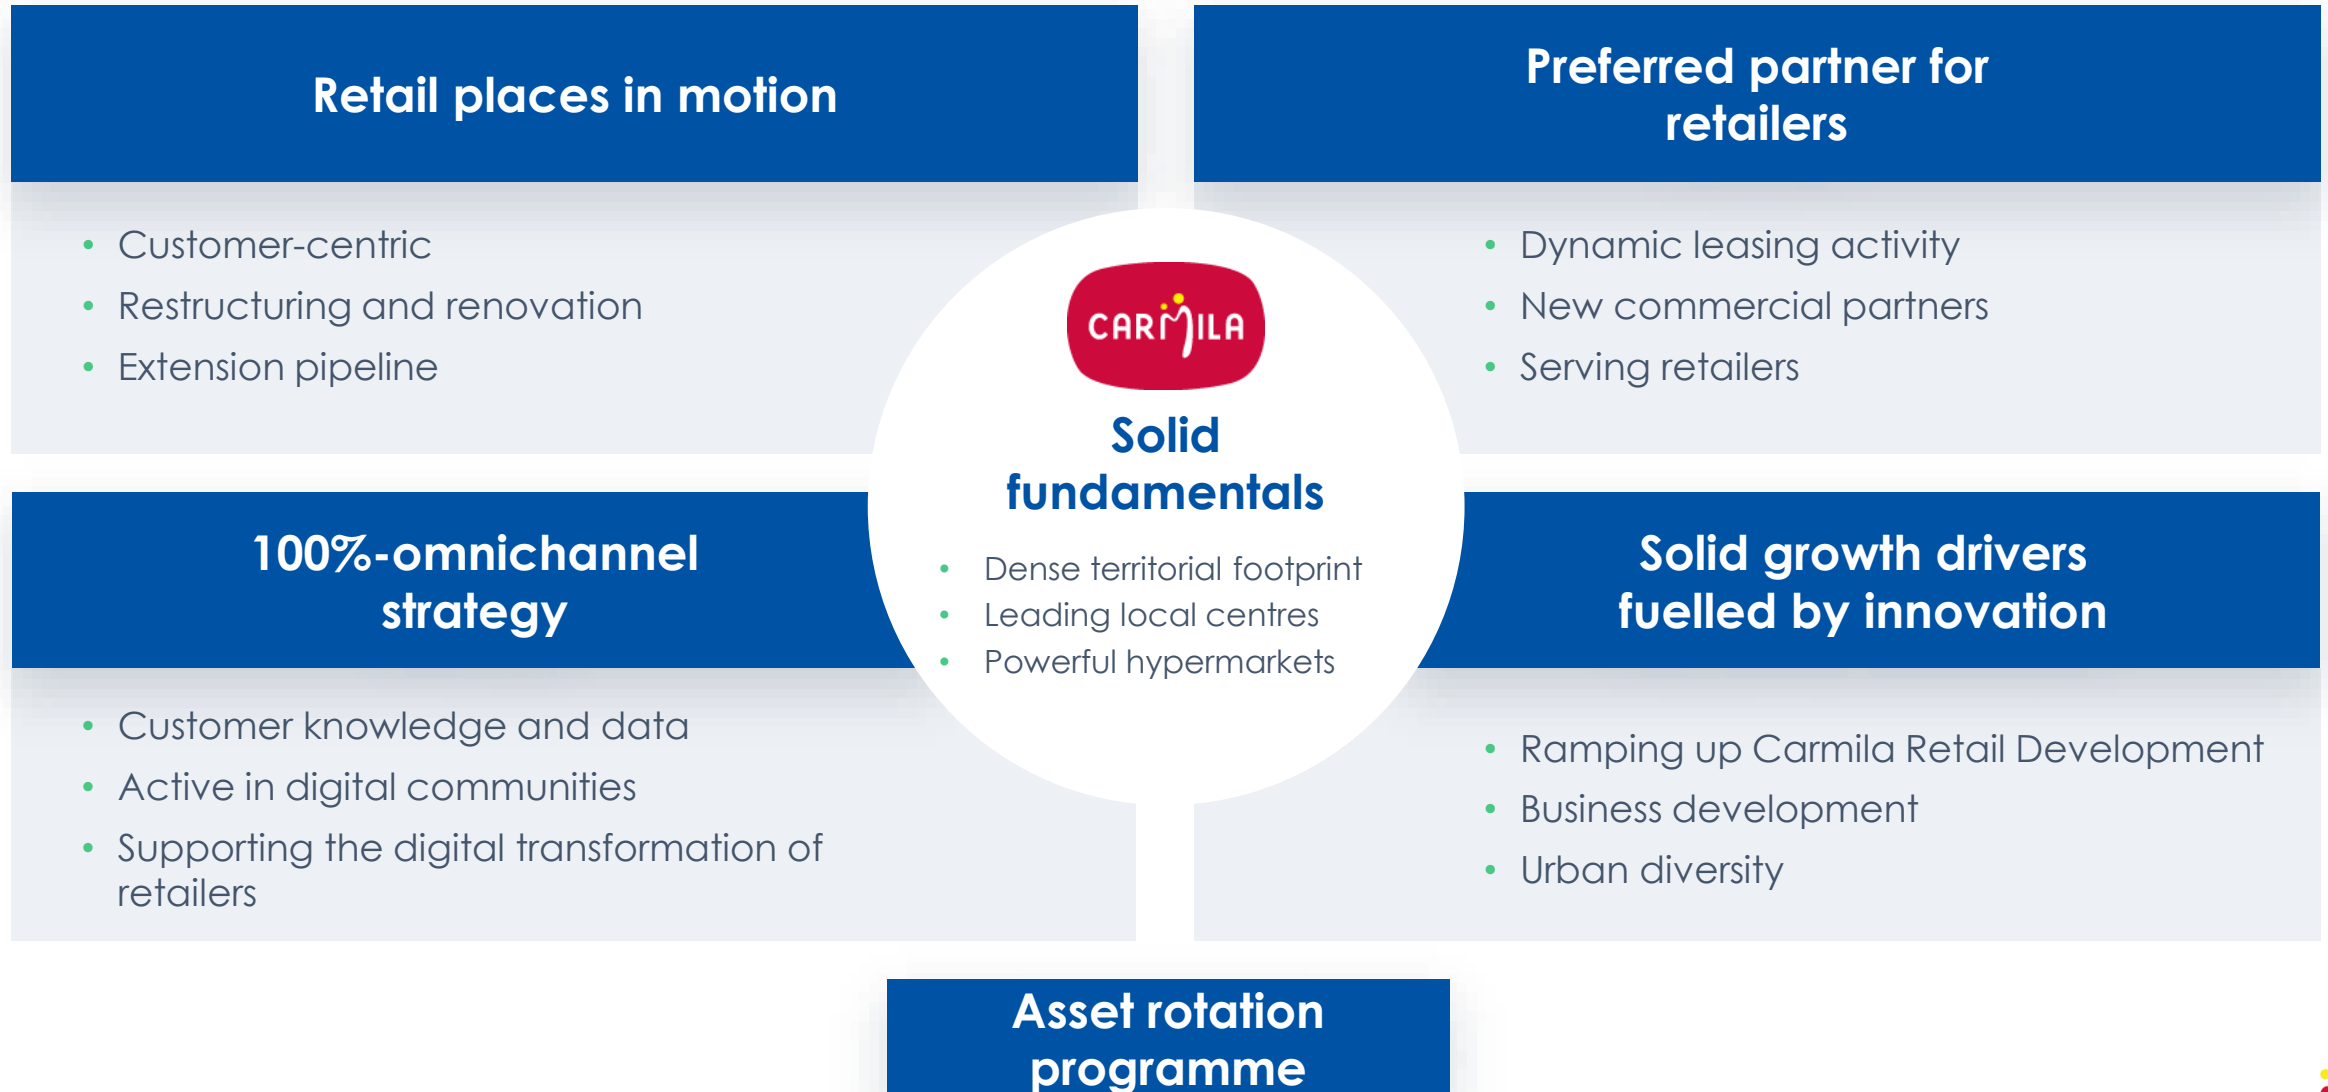 Retail places in motion
• Customer-centric
• Restructuring and renovation
• Extension pipeline
Preferred partner for
retailers
• Dynamic leasing activity
• New commercial partners
• Serving retailers
CARMILA
Solid
fundamentals
• Dense territorial footprint
• Leading local centres
• Powerful hypermarkets
100%-omnichannel
strategy
• Customer knowledge and data
• Active in digital communities
• Supporting the digital transformation of
retailers
Solid growth drivers
fuelled by innovation
• Ramping up Carmila Retail Development
• Business development
• Urban diversity
Asset rotation
programme